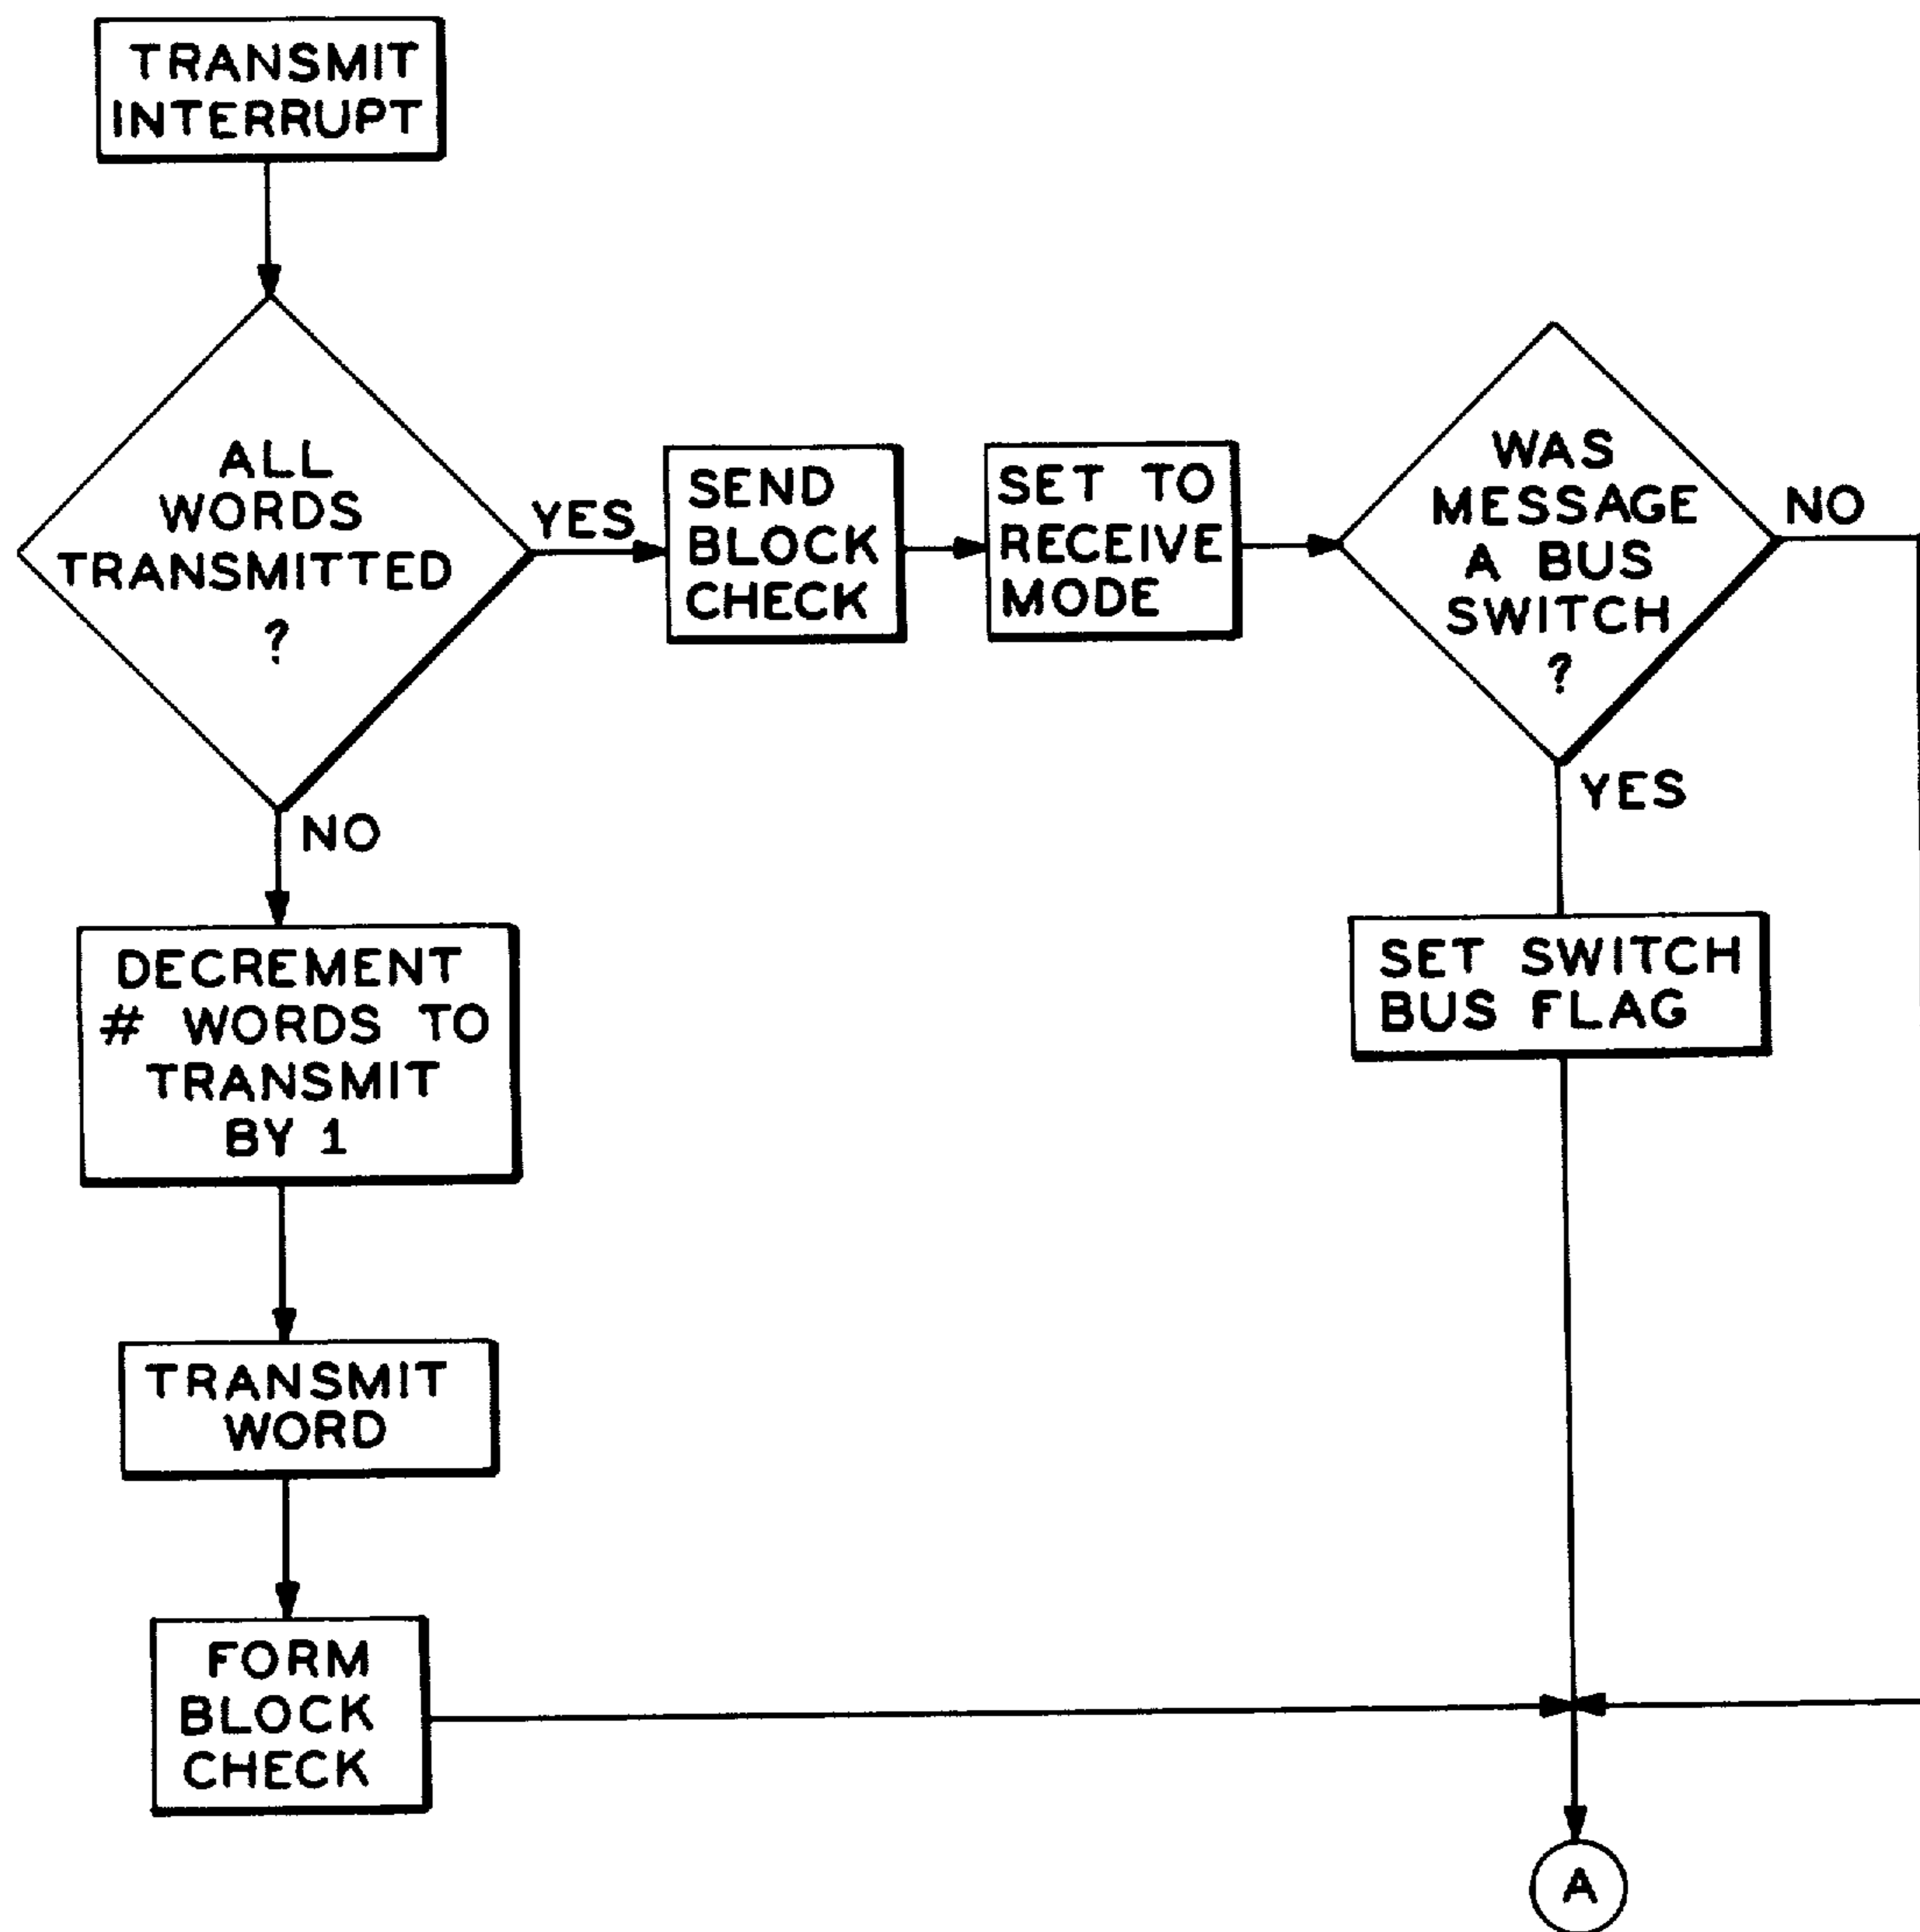 TRANSMIT
INTERRUPT
ALL
WORDS
TRANSMITTED
?
YES
SEND
BLOCK
CHECK
SET TO
RECEIVE
MODE
WAS
MESSAGE
A BUS
SWITCH
?
NO
YES
NO
DECREMENT
# WORDS TO
TRANSMIT
BY 1
SET SWITCH
BUS FLAG
TRANSMIT
WORD
FORM
BLOCK
CHECK
A